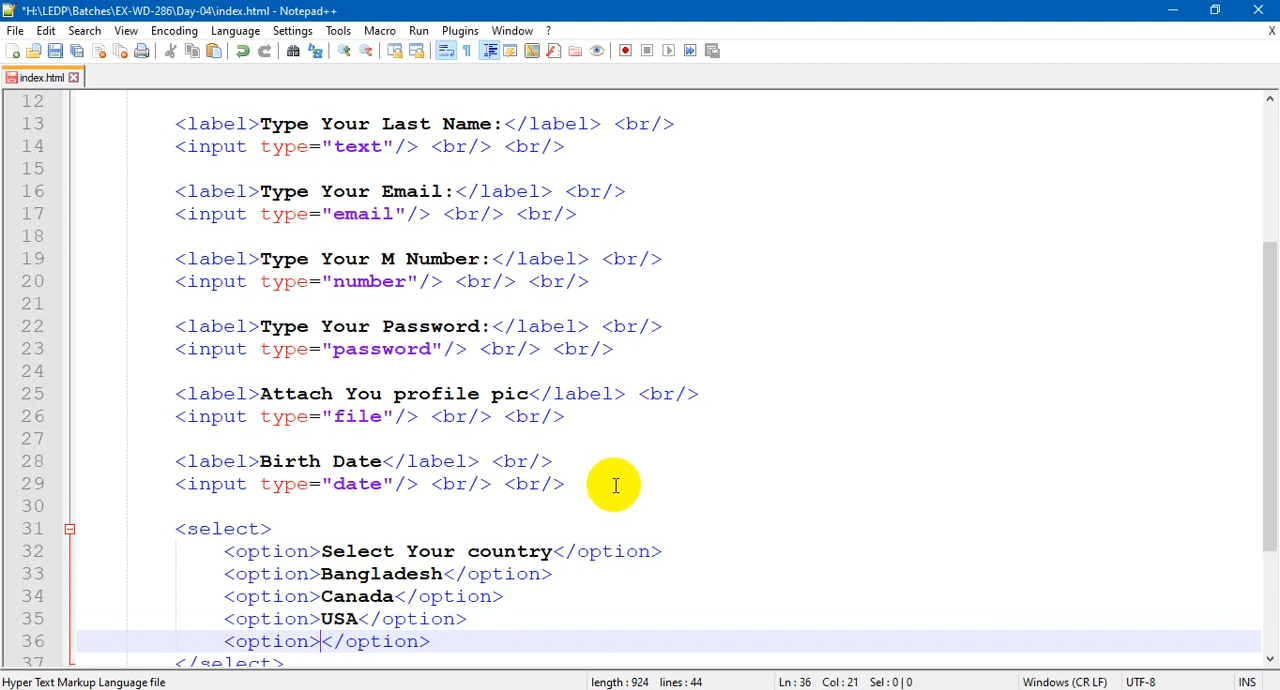 *H:\LEDP\Batches\EX-WD-286\Day-04\index.html - Notepad++
File Edit Search View Encoding Language Settings Tools Macro Run Plugins Window ? X
index.html
12
13 <label>Type Your Last Name:</label> <br/>
14 <input type="text"/> <br/> <br/>
15
16 <label>Type Your Email:</label> <br/>
17 <input type="email"/> <br/> <br/>
18
19 <label>Type Your M Number:</label> <br/>
20 <input type="number"/> <br/> <br/>
21
22 <label>Type Your Password:</label> <br/>
23 <input type="password"/> <br/> <br/>
24
25 <label>Attach You profile pic</label> <br/>
26 <input type="file"/> <br/> <br/>
27
28 <label>Birth Date</label> <br/>
29 <input type="date"/> <br/> <br/>
30
31 <select>
32 <option>Select Your country</option>
33 <option>Bangladesh</option>
34 <option>Canada</option>
35 <option>USA</option>
36 <option></option>
37 </select>
Hyper Text Markup Language file length : 924 lines : 44 Ln : 36 Col : 21 Sel : 0 | 0 Windows (CR LF) UTF-8 INS